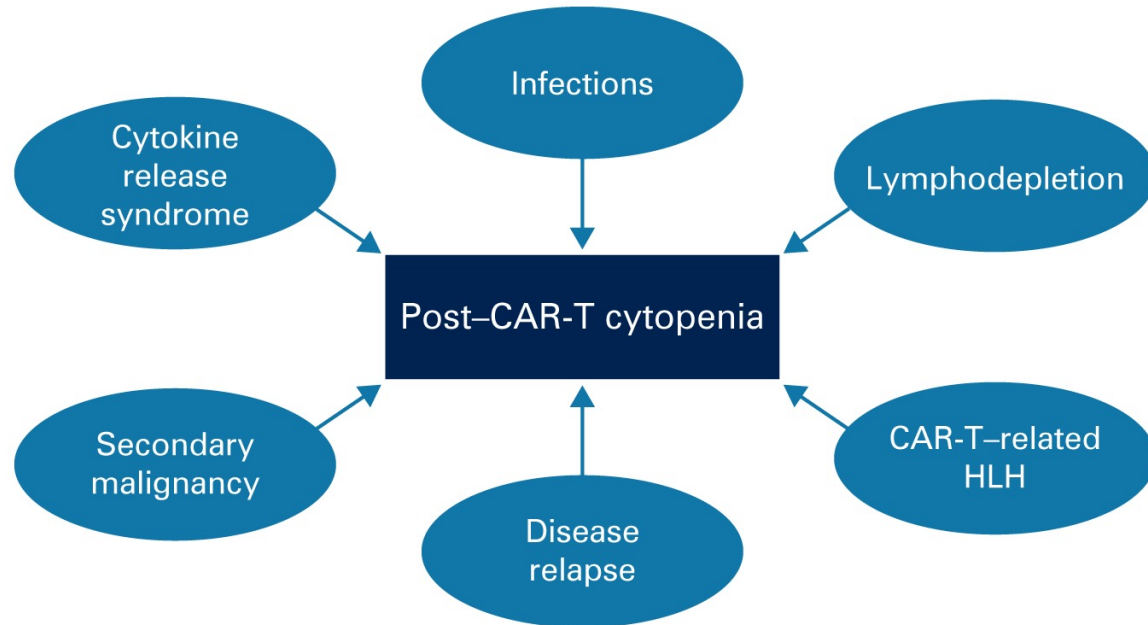 Infections
Cytokine
release
syndrome
Lymphodepletion
Post–CAR-T cytopenia
Secondary
malignancy
CAR-T–related
HLH
Disease
relapse